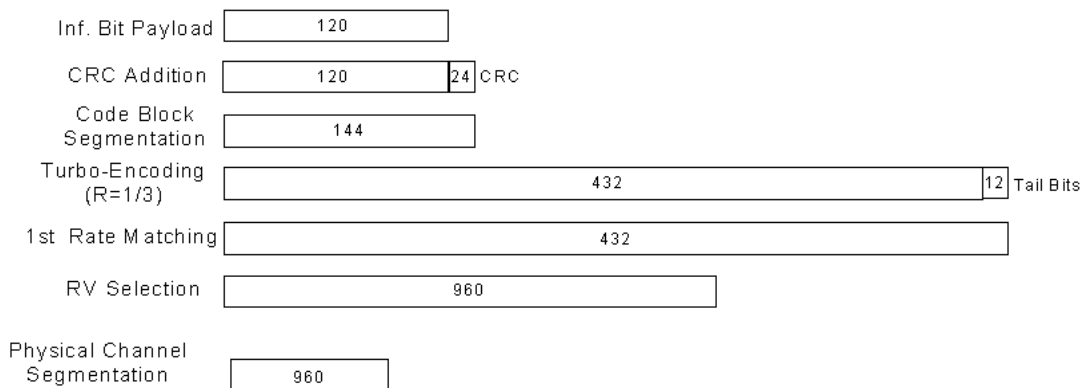 Inf. Bit Payload 120
CRC Addition 120 24 CRC
Code Block
Segmentation 144
Turbo-Encoding
(R=1/3) 432 12 Tail Bits
1st Rate Matching 432
RV Selection 960
Physical Channel
Segmentation 960